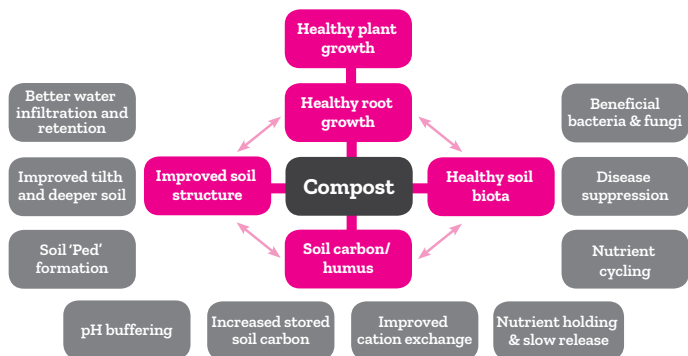 Healthy plant
growth
Better water
infiltration and
retention
Healthy root
growth
Beneficial
bacteria & fungi
Improved tilth
and deeper soil
Improved soil
structure
Compost
Healthy soil
biota
Disease
suppression
Soil ‘Ped’
formation
Soil carbon/
humus
Nutrient
cycling
pH buffering
Increased stored
soil carbon
Improved
cation exchange
Nutrient holding
& slow release